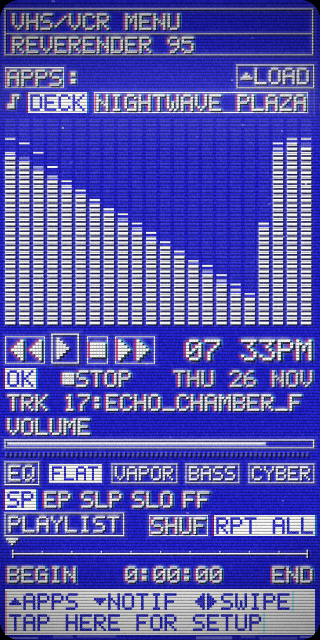 VHS/VCR MENU
REVERENDER 95
APPS: ▲LOAD
♪ DECK NIGHTWAVE PLAZA
07 33PM
OK ■STOP THU 26 NOV
TRK 17:ECHO_CHAMBER_F
VOLUME
EQ FLAT VAPOR BASS CYBER
SP EP SLP SLO FF
PLAYLIST SHUF RPT ALL
BEGIN 0:00:00 END
▲APPS ▼NOTIF ◀▶SWIPE
TAP HERE FOR SETUP